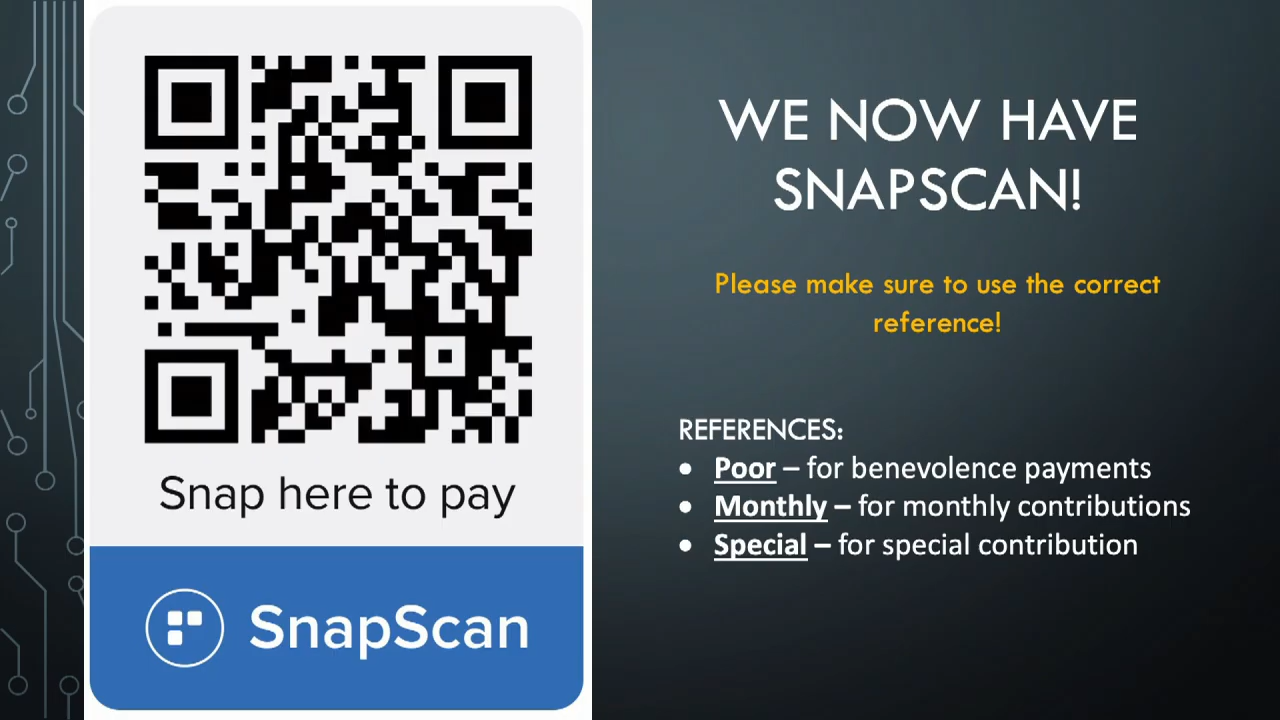 Snap here to pay
SnapScan
WE NOW HAVE
SNAPSCAN!
Please make sure to use the correct
reference!
REFERENCES:
• Poor – for benevolence payments
• Monthly – for monthly contributions
• Special – for special contribution